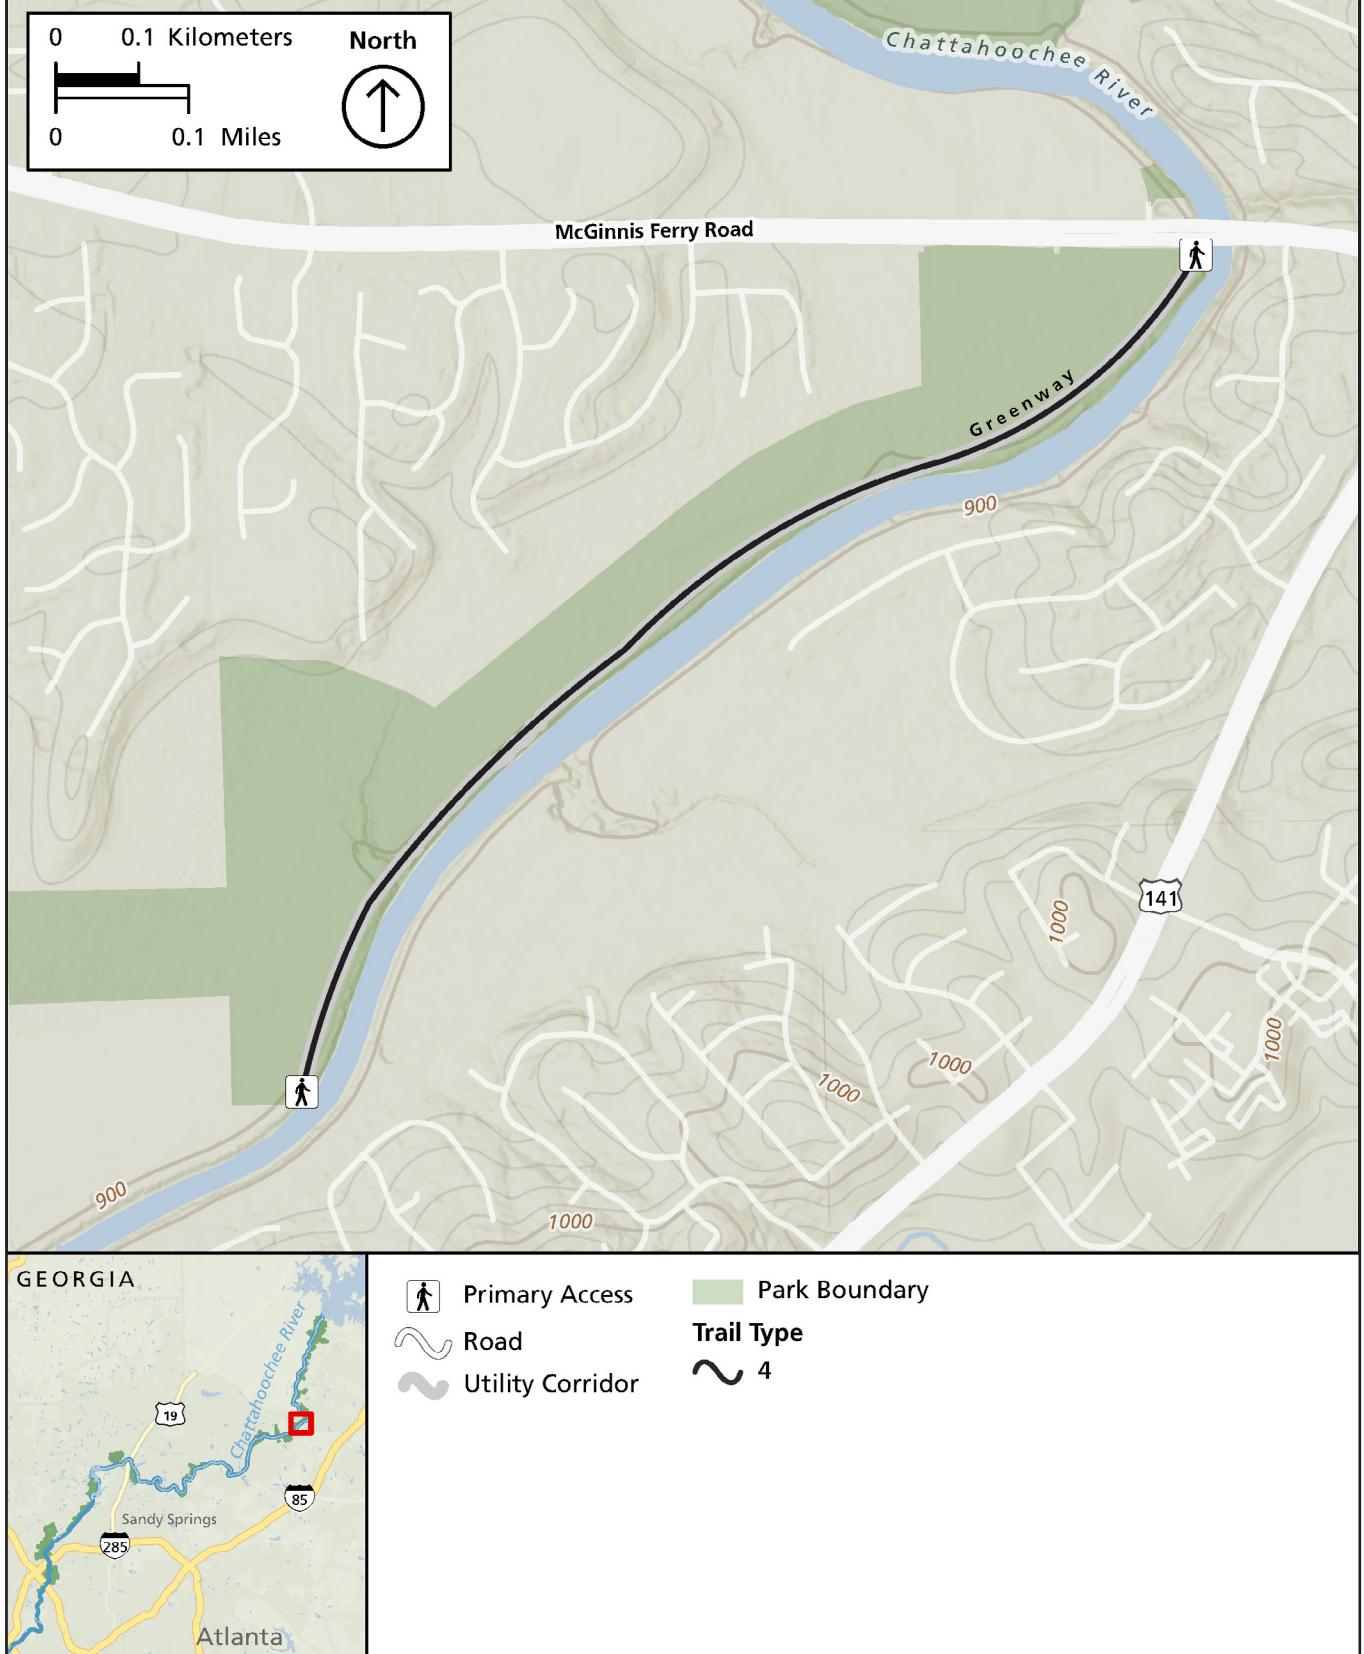 0 0.1 Kilometers
North
0 0.1 Miles
Chattahoochee River
McGinnis Ferry Road
Greenway
900
141
1000
1000
1000
1000
900
1000
GEORGIA
Chattahoochee River
19
85
Sandy Springs
285
Atlanta
Primary Access
Road
Utility Corridor
Park Boundary
Trail Type
4